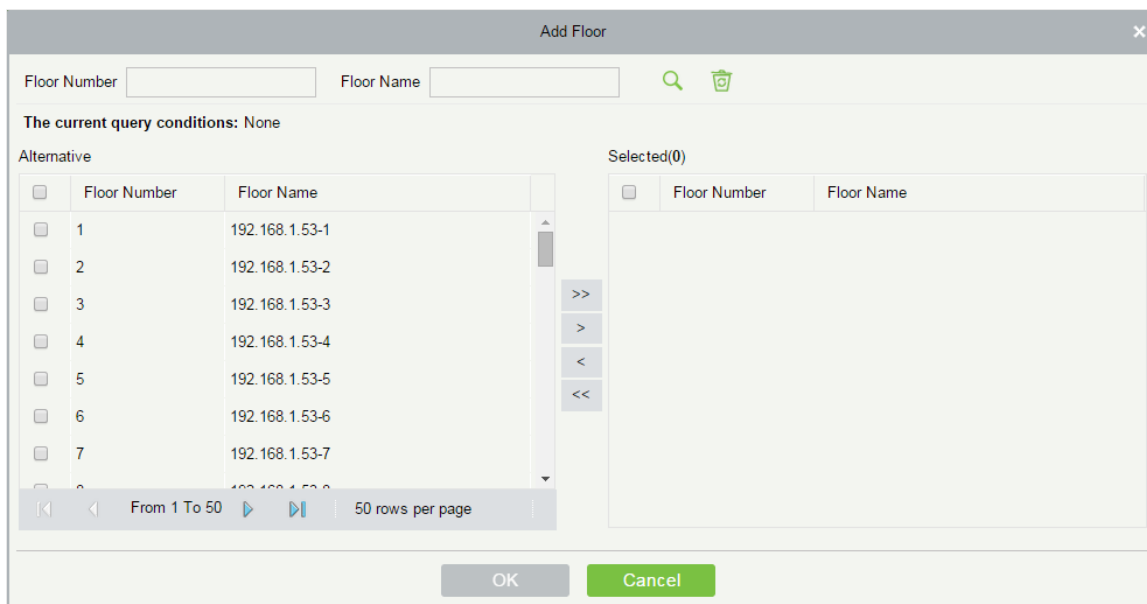 Add Floor
Floor Number Floor Name
The current query conditions: None
Alternative Selected(0)
Floor Number Floor Name Floor Number Floor Name
1 192.168.1.53-1
2 192.168.1.53-2
3 192.168.1.53-3
>>
4 192.168.1.53-4
>
5 192.168.1.53-5
<
6 192.168.1.53-6
<<
7 192.168.1.53-7
From 1 To 50 50 rows per page
OK Cancel